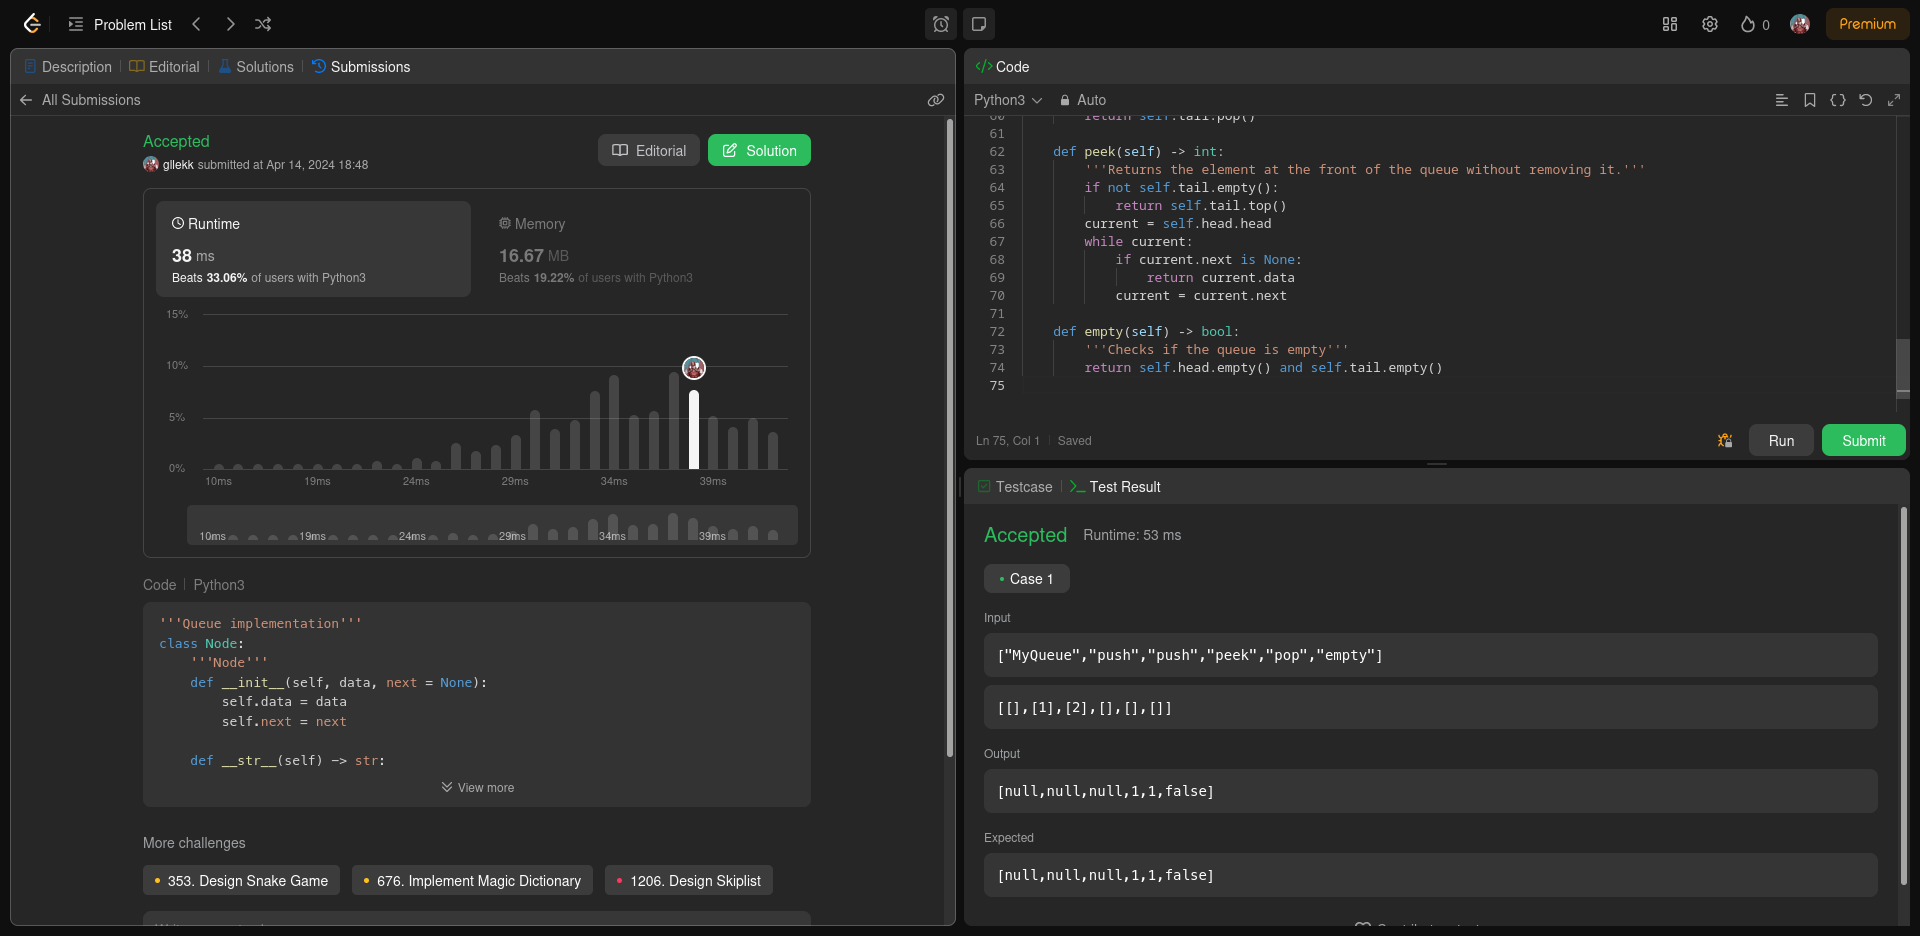 Problem List
0
Premium
Description
Editorial
Solutions
Submissions
All Submissions
Accepted
gllekk submitted at Apr 14, 2024 18:48
Editorial
Solution
Runtime
38 ms
Beats 33.06% of users with Python3
Memory
16.67 MB
Beats 19.22% of users with Python3
15%
10%
5%
0%
10ms 19ms 24ms 29ms 34ms 39ms
10ms 19ms 24ms 29ms 34ms 39ms
Code Python3
'''Queue implementation'''
class Node:
'''Node'''
def __init__(self, data, next = None):
self.data = data
self.next = next
def __str__(self) -> str:
View more
More challenges
353. Design Snake Game
676. Implement Magic Dictionary
1206. Design Skiplist
</> Code
Python3
Auto
60 return self.tail.pop()
61
62 def peek(self) -> int:
63 '''Returns the element at the front of the queue without removing it.'''
64 if not self.tail.empty():
65 return self.tail.top()
66 current = self.head.head
67 while current:
68 if current.next is None:
69 return current.data
70 current = current.next
71
72 def empty(self) -> bool:
73 '''Checks if the queue is empty'''
74 return self.head.empty() and self.tail.empty()
75
Ln 75, Col 1 Saved
Run
Submit
Testcase
Test Result
Accepted Runtime: 53 ms
Case 1
Input
["MyQueue","push","push","peek","pop","empty"]
[[],[1],[2],[],[],[]]
Output
[null,null,null,1,1,false]
Expected
[null,null,null,1,1,false]